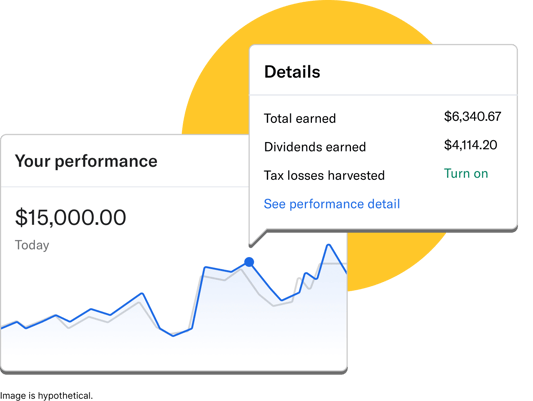 Details
Total earned $6,340.67
Dividends earned $4,114.20
Tax losses harvested Turn on
See performance detail
Your performance
$15,000.00
Today
Image is hypothetical.